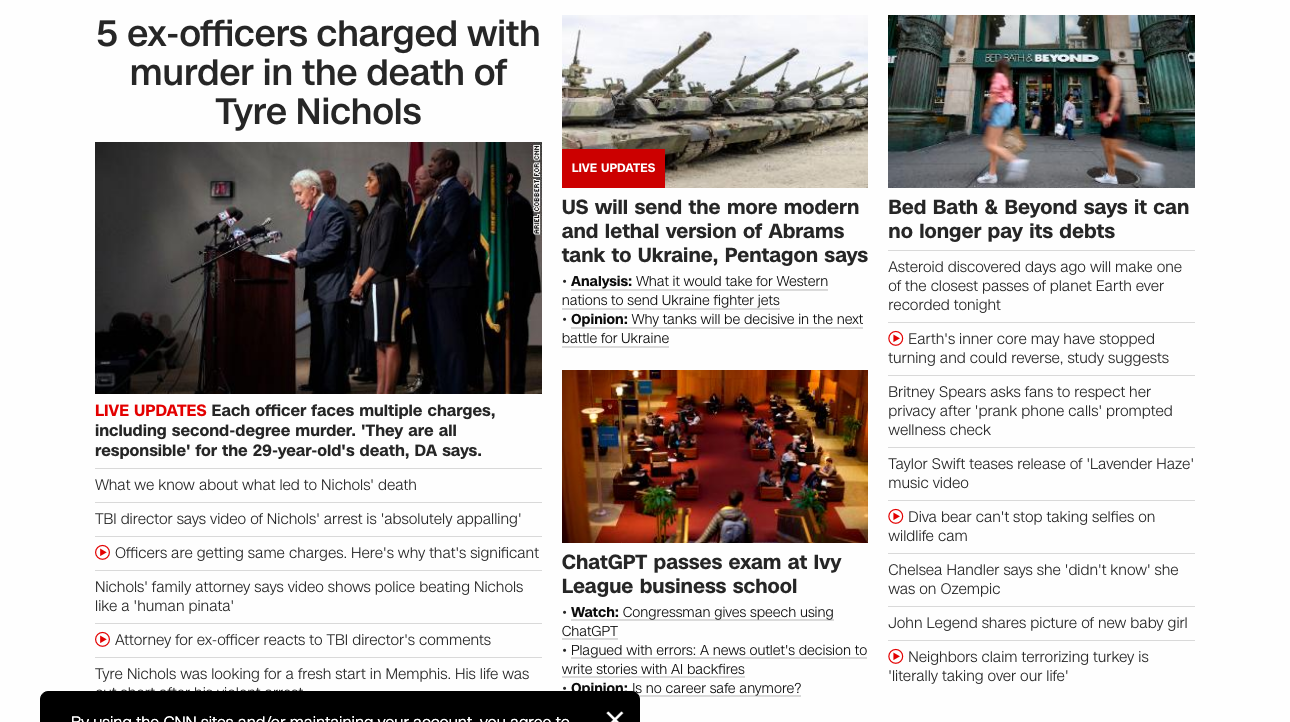 5 ex-officers charged with
murder in the death of
Tyre Nichols
ARIEL COBBERT FOR CNN
LIVE UPDATES Each officer faces multiple charges,
including second-degree murder. 'They are all
responsible' for the 29-year-old's death, DA says.
What we know about what led to Nichols' death
TBI director says video of Nichols' arrest is 'absolutely appalling'
Officers are getting same charges. Here's why that's significant
Nichols' family attorney says video shows police beating Nichols
like a 'human pinata'
Attorney for ex-officer reacts to TBI director's comments
Tyre Nichols was looking for a fresh start in Memphis. His life was
cut short after his violent arrest
By using the CNN sites and/or maintaining your account, you agree to
LIVE UPDATES
US will send the more modern
and lethal version of Abrams
tank to Ukraine, Pentagon says
• Analysis: What it would take for Western
nations to send Ukraine fighter jets
• Opinion: Why tanks will be decisive in the next
battle for Ukraine
ChatGPT passes exam at Ivy
League business school
• Watch: Congressman gives speech using
ChatGPT
• Plagued with errors: A news outlet's decision to
write stories with AI backfires
• Opinion: Is no career safe anymore?
BED BATH & BEYOND
Bed Bath & Beyond says it can
no longer pay its debts
Asteroid discovered days ago will make one
of the closest passes of planet Earth ever
recorded tonight
Earth's inner core may have stopped
turning and could reverse, study suggests
Britney Spears asks fans to respect her
privacy after 'prank phone calls' prompted
wellness check
Taylor Swift teases release of 'Lavender Haze'
music video
Diva bear can't stop taking selfies on
wildlife cam
Chelsea Handler says she 'didn't know' she
was on Ozempic
John Legend shares picture of new baby girl
Neighbors claim terrorizing turkey is
'literally taking over our life'